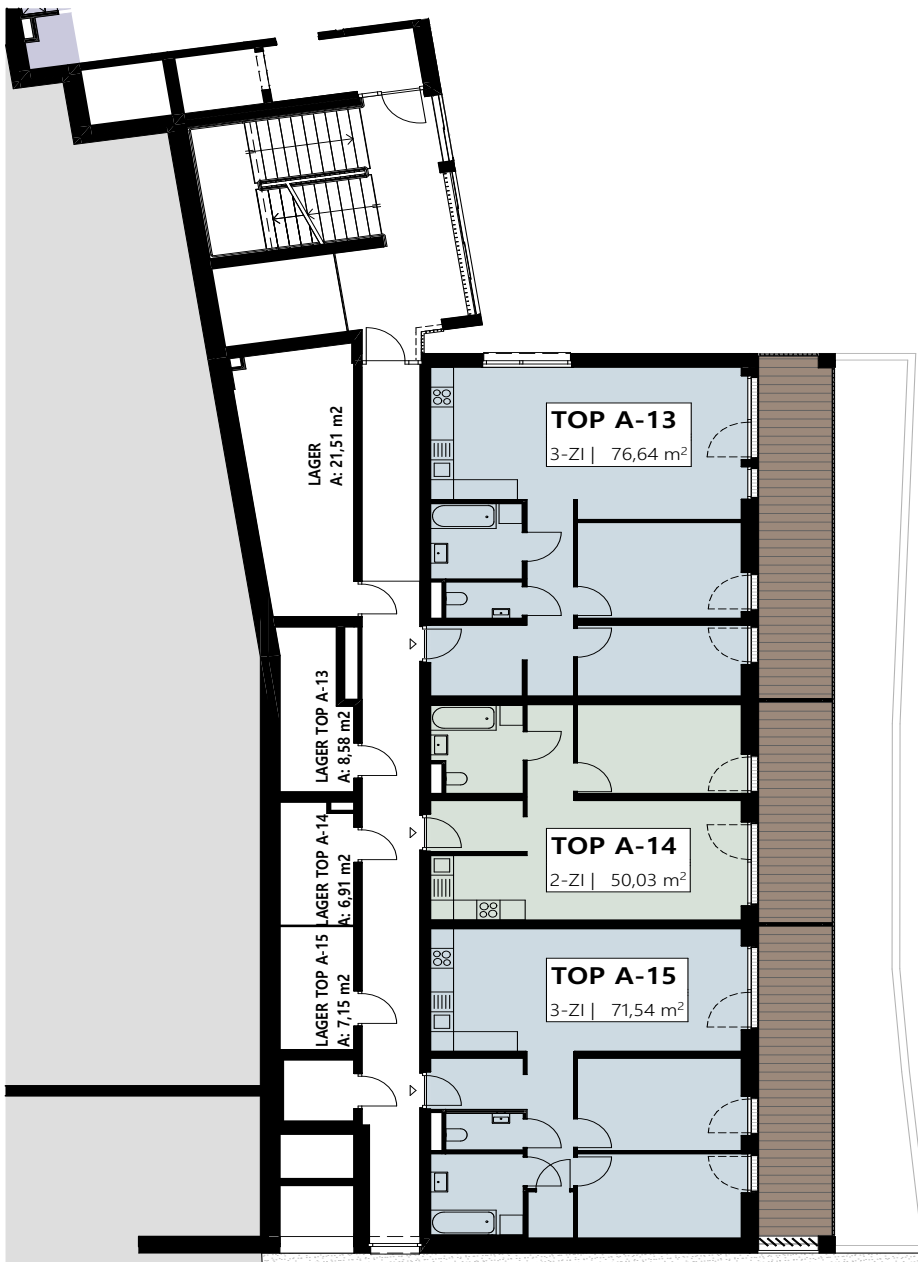 LAGER
A: 21,51 m2
TOP A-13
3-ZI | 76,64 m²
LAGER TOP A-13
A: 8,58 m2
LAGER TOP A-14
A: 6,91 m2
TOP A-14
2-ZI | 50,03 m²
LAGER TOP A-15
A: 7,15 m2
TOP A-15
3-ZI | 71,54 m²